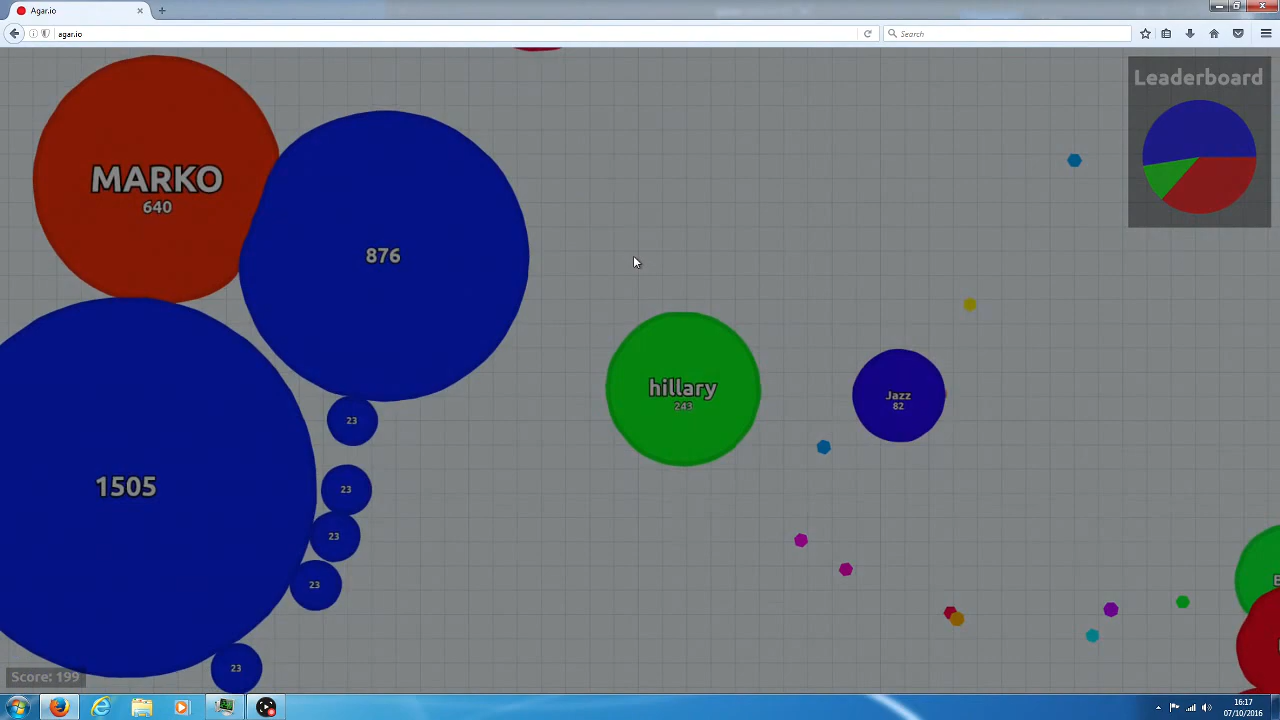 Agar.io
agar.io
Search
Leaderboard
MARKO
640
876
hillary
243
Jazz
82
23
23
1505
23
23
23
Score: 199
16:17
07/10/2016